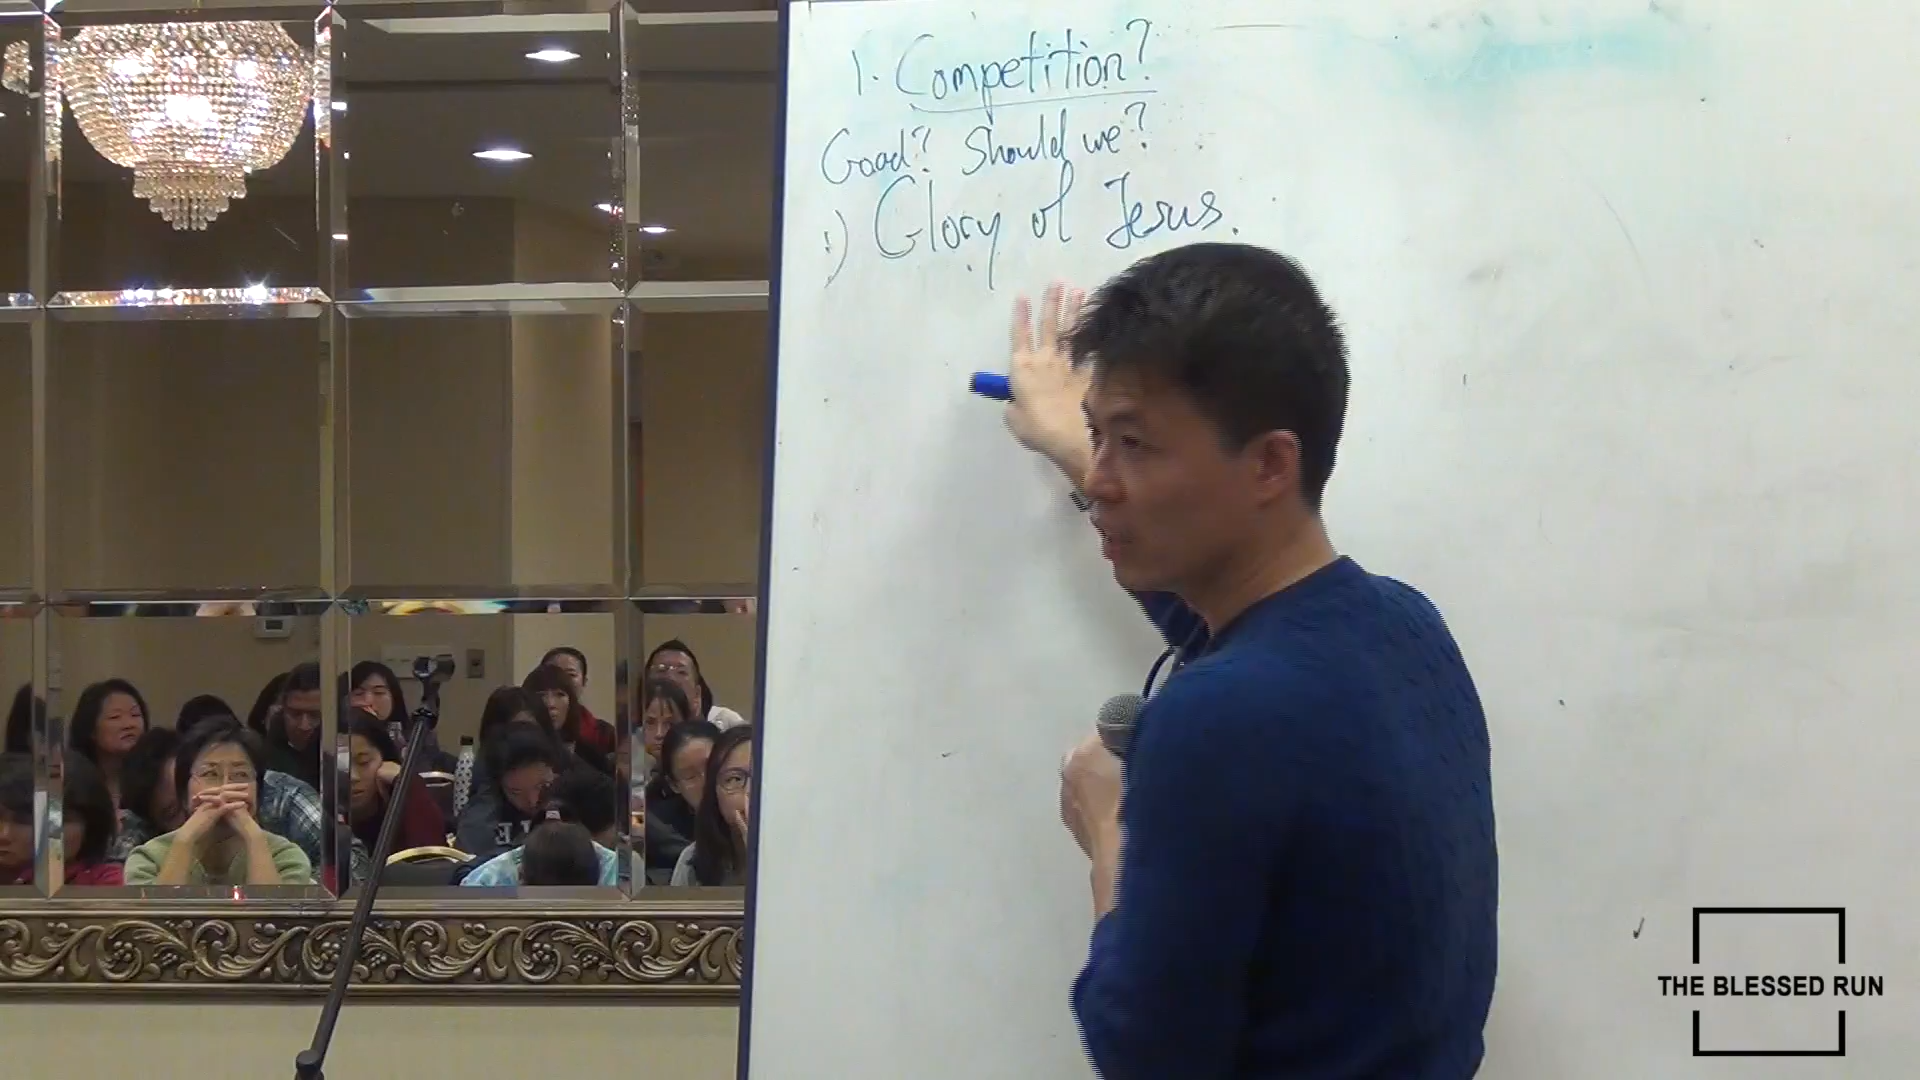 1. Competition?
Good? Should we?
1) Glory of Jesus.
THE BLESSED RUN